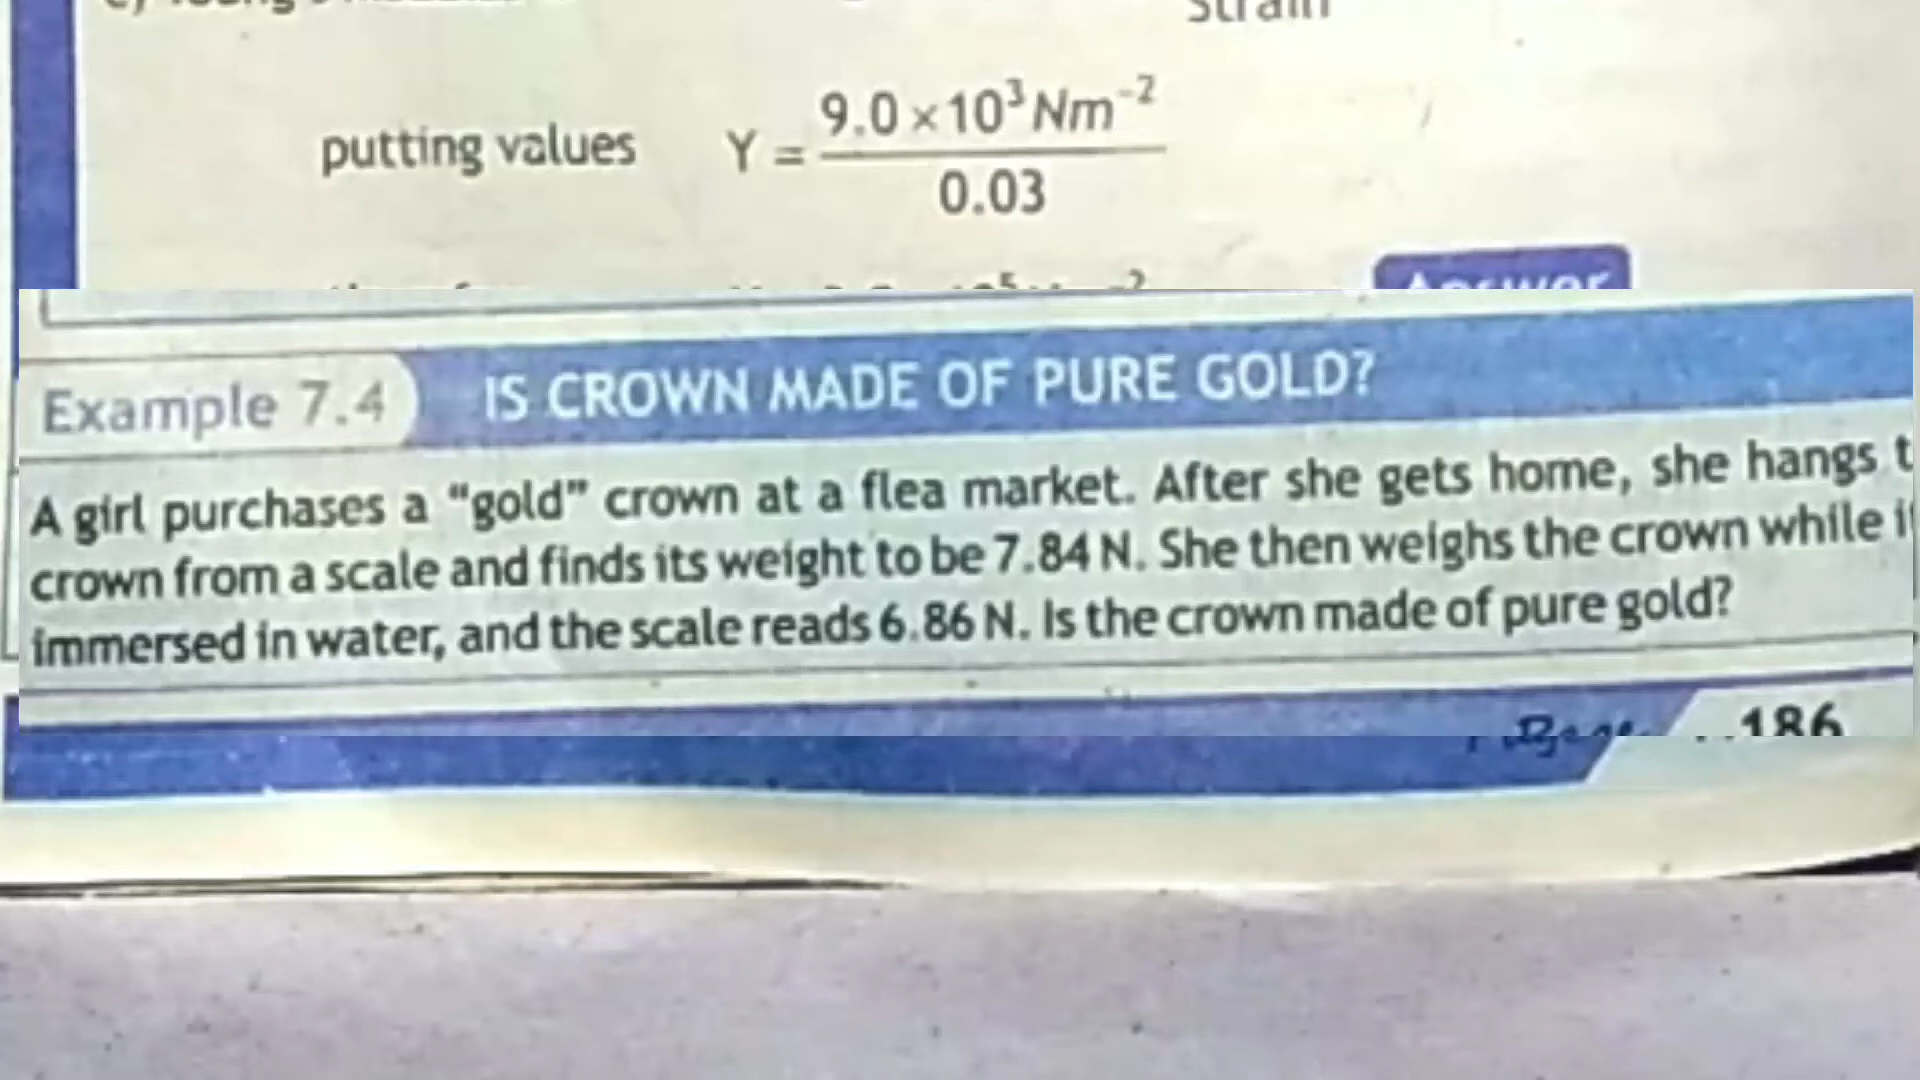 putting values Y = 9.0 × 10³ Nm⁻² / 0.03
Example 7.4 IS CROWN MADE OF PURE GOLD?
A girl purchases a “gold” crown at a flea market. After she gets home, she hangs
crown from a scale and finds its weight to be 7.84 N. She then weighs the crown while
immersed in water, and the scale reads 6.86 N. Is the crown made of pure gold?
186